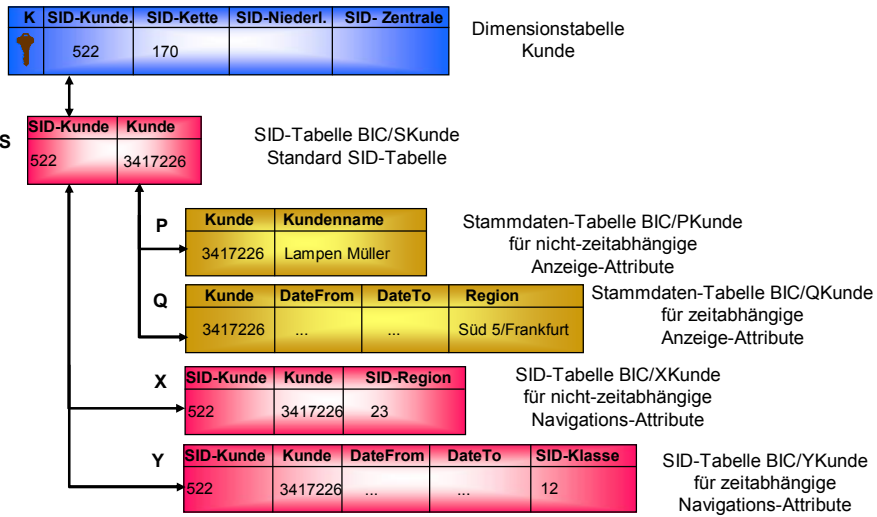 K SID-Kunde. SID-Kette SID-Niederl. SID- Zentrale
522 170
Dimensionstabelle
Kunde
S
SID-Kunde Kunde
522 3417226
SID-Tabelle BIC/SKunde
Standard SID-Tabelle
P
Kunde Kundenname
3417226 Lampen Müller
Stammdaten-Tabelle BIC/PKunde
für nicht-zeitabhängige
Anzeige-Attribute
Q
Kunde DateFrom DateTo Region
3417226 ... ... Süd 5/Frankfurt
Stammdaten-Tabelle BIC/QKunde
für zeitabhängige
Anzeige-Attribute
X
SID-Kunde Kunde SID-Region
522 3417226 23
SID-Tabelle BIC/XKunde
für nicht-zeitabhängige
Navigations-Attribute
Y
SID-Kunde Kunde DateFrom DateTo SID-Klasse
522 3417226 ... ... 12
SID-Tabelle BIC/YKunde
für zeitabhängige
Navigations-Attribute